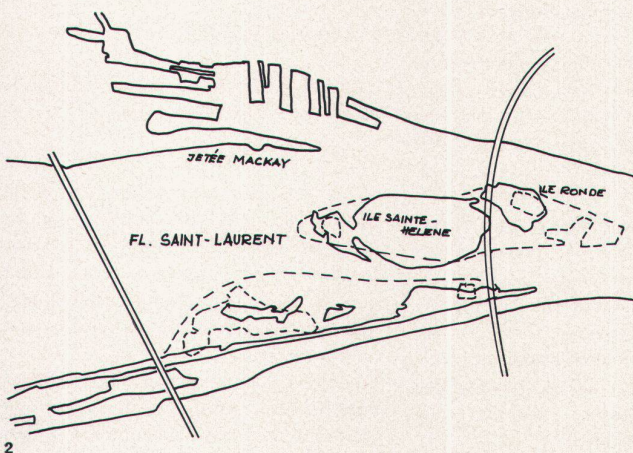 JETÉE MACKAY
ILE RONDE
ILE SAINTE-
HELENE
FL. SAINT-LAURENT
2